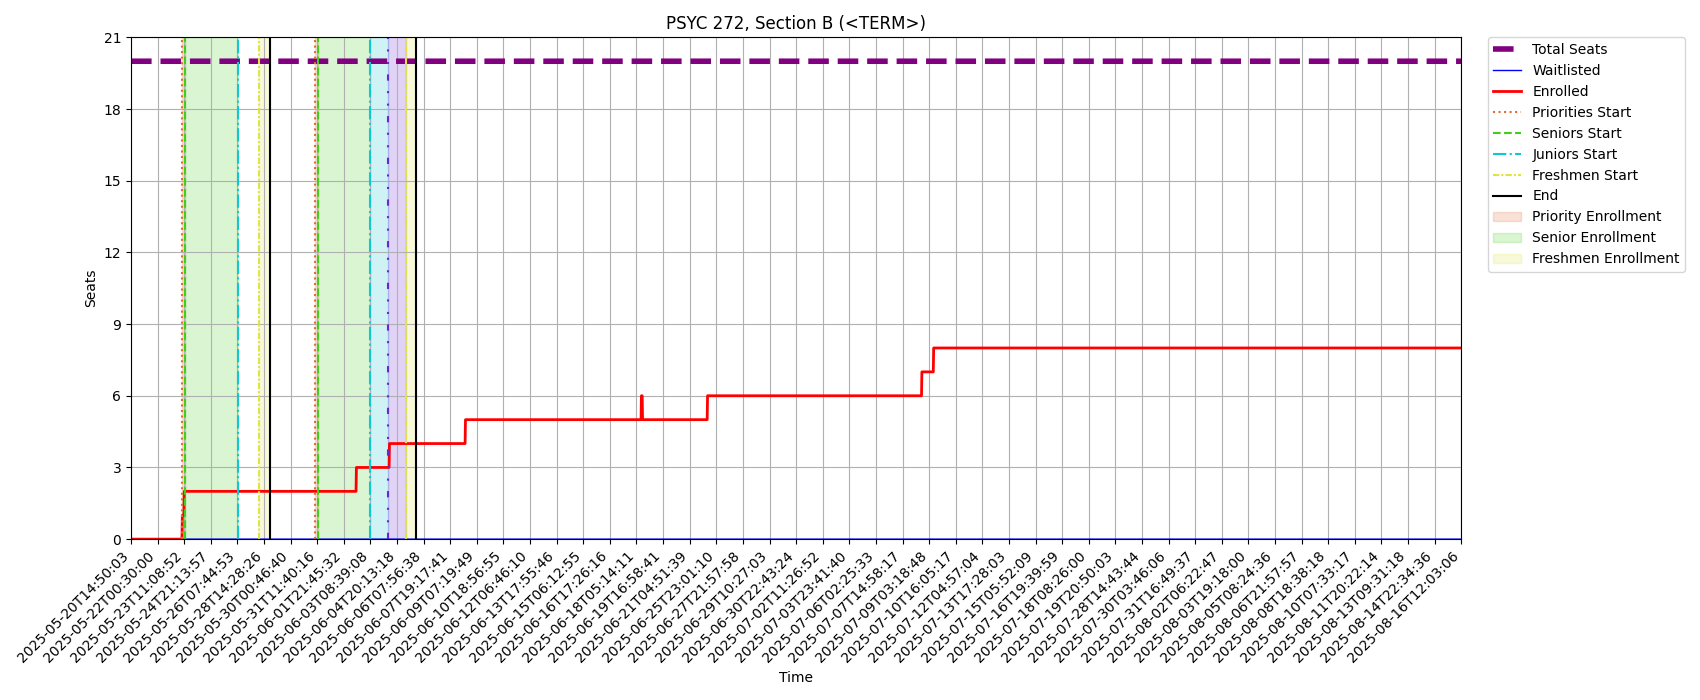 PSYC 272, Section B (<TERM>)
21
18
15
12
9
6
3
0
Seats
2025-05-20T14:50:03
2025-05-22T00:30:00
2025-05-23T11:08:52
2025-05-24T21:13:57
2025-05-26T07:44:53
2025-05-28T14:28:26
2025-05-30T00:46:40
2025-05-31T11:40:16
2025-06-01T21:45:32
2025-06-03T08:39:08
2025-06-04T20:13:18
2025-06-06T07:56:38
2025-06-07T19:17:41
2025-06-09T07:19:49
2025-06-10T18:56:55
2025-06-12T06:46:10
2025-06-13T17:55:46
2025-06-15T06:12:55
2025-06-16T17:26:16
2025-06-18T05:14:11
2025-06-19T16:58:41
2025-06-21T04:51:39
2025-06-25T23:01:10
2025-06-27T21:57:58
2025-06-29T10:27:03
2025-06-30T22:43:24
2025-07-02T11:26:52
2025-07-03T23:41:40
2025-07-06T02:25:33
2025-07-07T14:58:17
2025-07-09T03:18:48
2025-07-10T16:05:17
2025-07-12T04:57:04
2025-07-13T17:28:03
2025-07-15T05:52:09
2025-07-16T19:39:59
2025-07-18T08:26:00
2025-07-19T20:50:03
2025-07-28T14:43:44
2025-07-30T03:46:06
2025-07-31T16:49:37
2025-08-02T06:22:47
2025-08-03T19:18:00
2025-08-05T08:24:36
2025-08-06T21:57:57
2025-08-08T18:38:18
2025-08-10T07:33:17
2025-08-11T20:22:14
2025-08-13T09:31:18
2025-08-14T22:34:36
2025-08-16T12:03:06
Time
Total Seats
Waitlisted
Enrolled
Priorities Start
Seniors Start
Juniors Start
Freshmen Start
End
Priority Enrollment
Senior Enrollment
Freshmen Enrollment